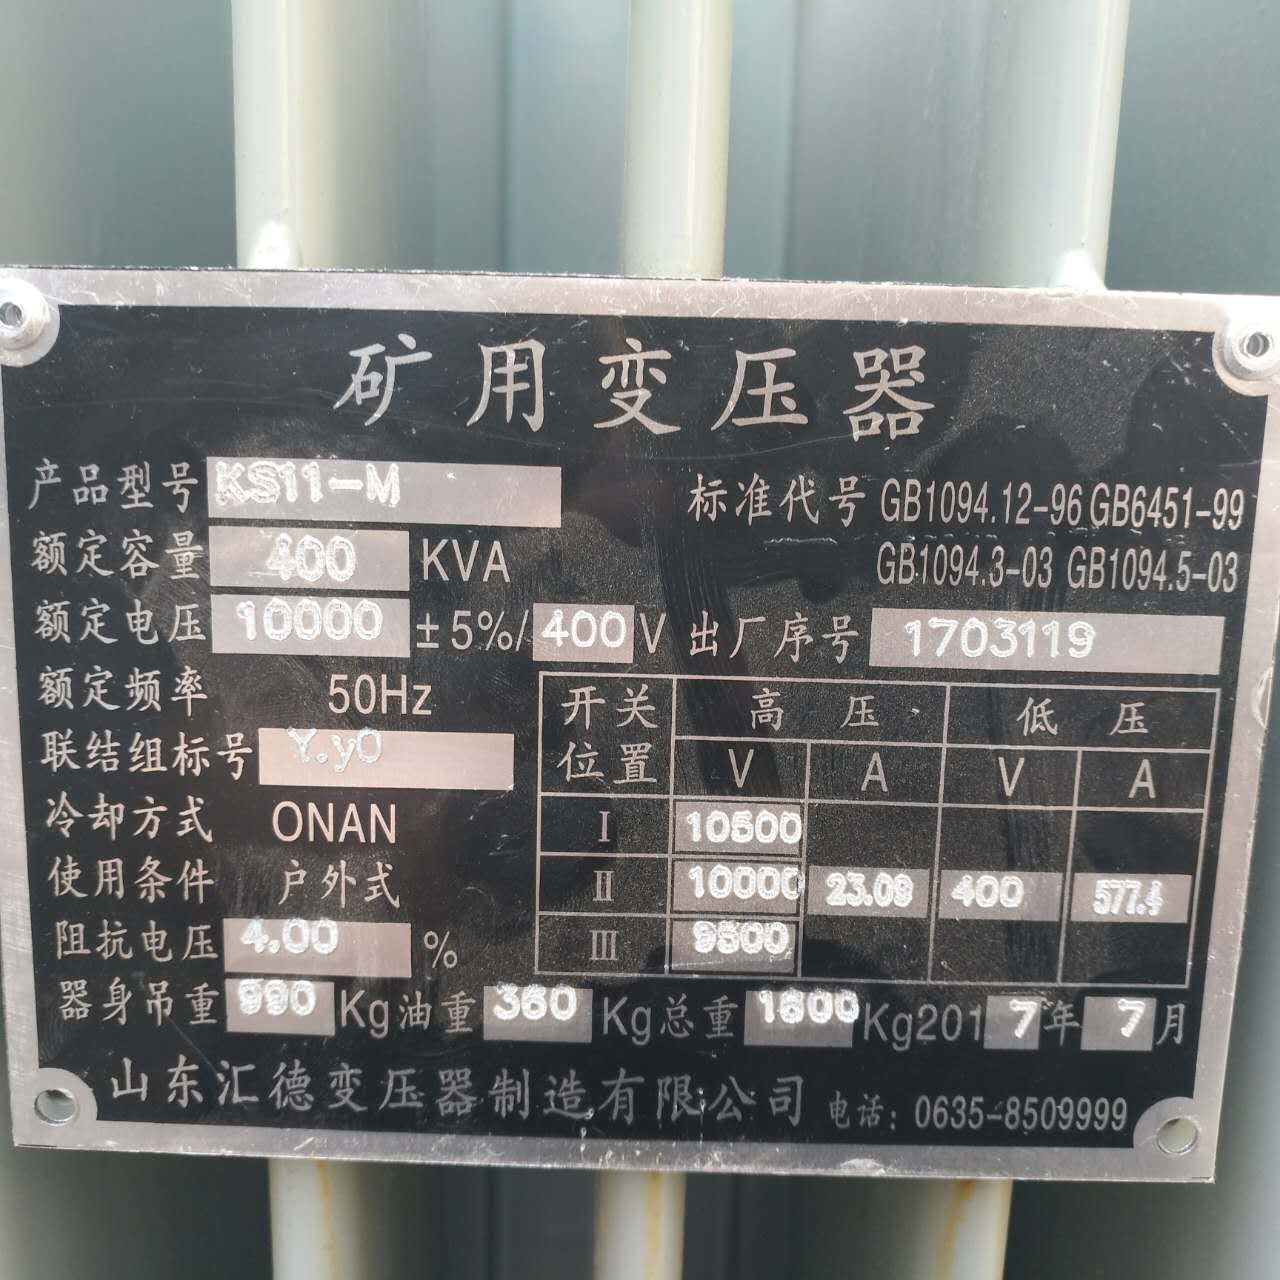 矿用变压器
产品型号 KS11-M 标准代号 GB1094.12-96 GB6451-99
额定容量 400 KVA GB1094.3-03 GB1094.5-03
额定电压 10000 ±5%/ 400 V 出厂序号 1703119
额定频率 50Hz
联结组标号 Y.y0
冷却方式 ONAN
使用条件 户外式
阻抗电压 4.00 %
开关位置 高压 低压
V A V A
I 10500
II 10000 23.09 400 577.4
III 9500
器身吊重 990 Kg 油重 360 Kg 总重 1600 Kg 2017年 7月
山东汇德变压器制造有限公司 电话：0635-8509999